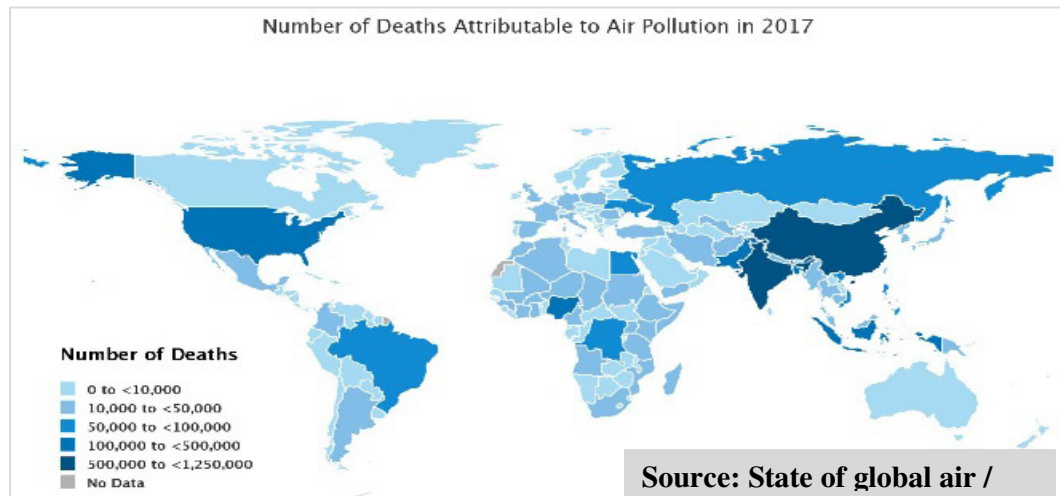 Number of Deaths Attributable to Air Pollution in 2017
Number of Deaths
0 to <10,000
10,000 to <50,000
50,000 to <100,000
100,000 to <500,000
500,000 to <1,250,000
No Data
Source: State of global air /